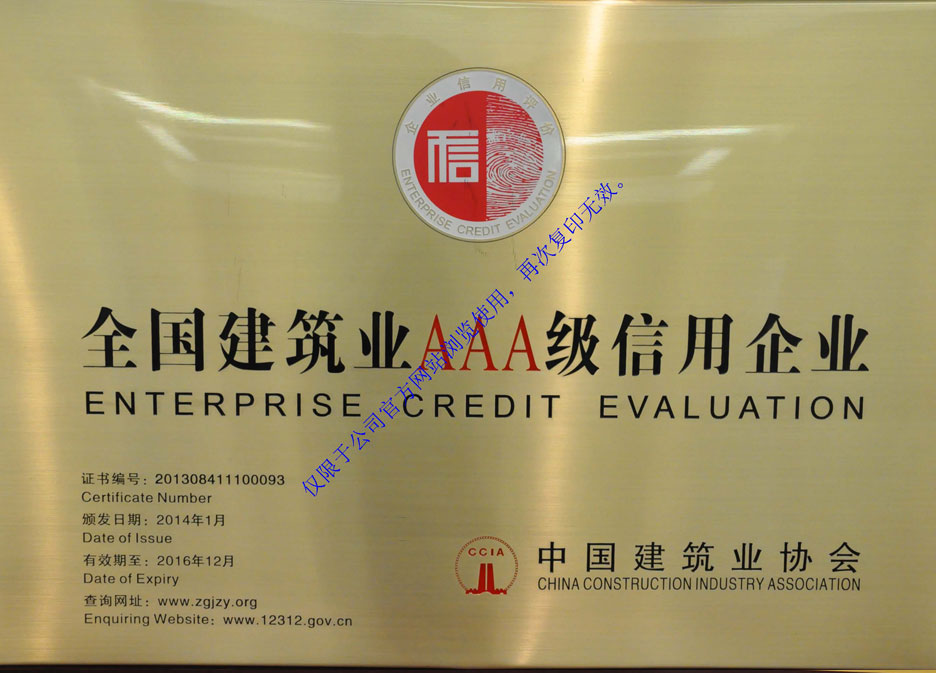 企业信用评价
信
ENTERPRISE CREDIT EVALUATION
全国建筑业AAA级信用企业
ENTERPRISE CREDIT EVALUATION
仅限于公司官方网站浏览使用，再次复印无效。
证书编号：201308411100093
Certificate Number
颁发日期：2014年1月
Date of Issue
有效期至：2016年12月
Date of Expiry
查询网址：www.zgjzy.org
Enquiring Website：www.12312.gov.cn
CCIA
中国建筑业协会
CHINA CONSTRUCTION INDUSTRY ASSOCIATION